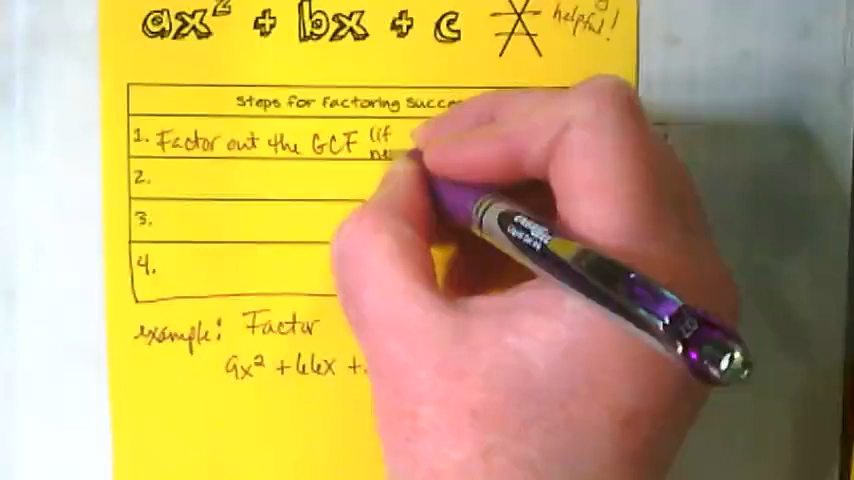 ax² + bx + c
helpful!
Steps for Factoring Succe
1. Factor out the GCF (if
ne
2.
3.
4.
example: Factor
9x² + 66x +